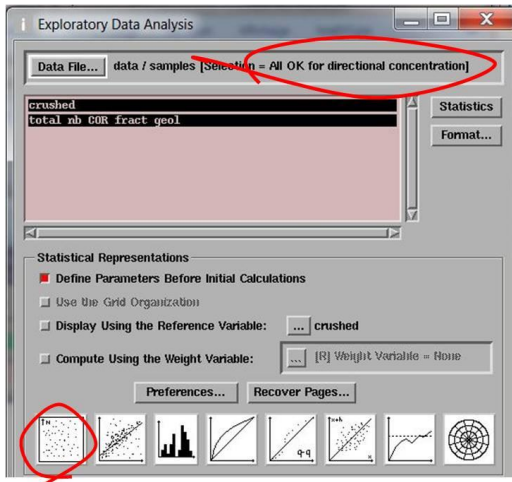 Exploratory Data Analysis
Data File... data / samples [Selection = All OK for directional concentration]
crushed
total nb COR fract geol
Statistics
Format...
Statistical Representations
Define Parameters Before Initial Calculations
Use the Grid Organization
Display Using the Reference Variable: ... crushed
Compute Using the Weight Variable: ... [R] Weight Variable = None
Preferences... Recover Pages...
N q-q x+h x